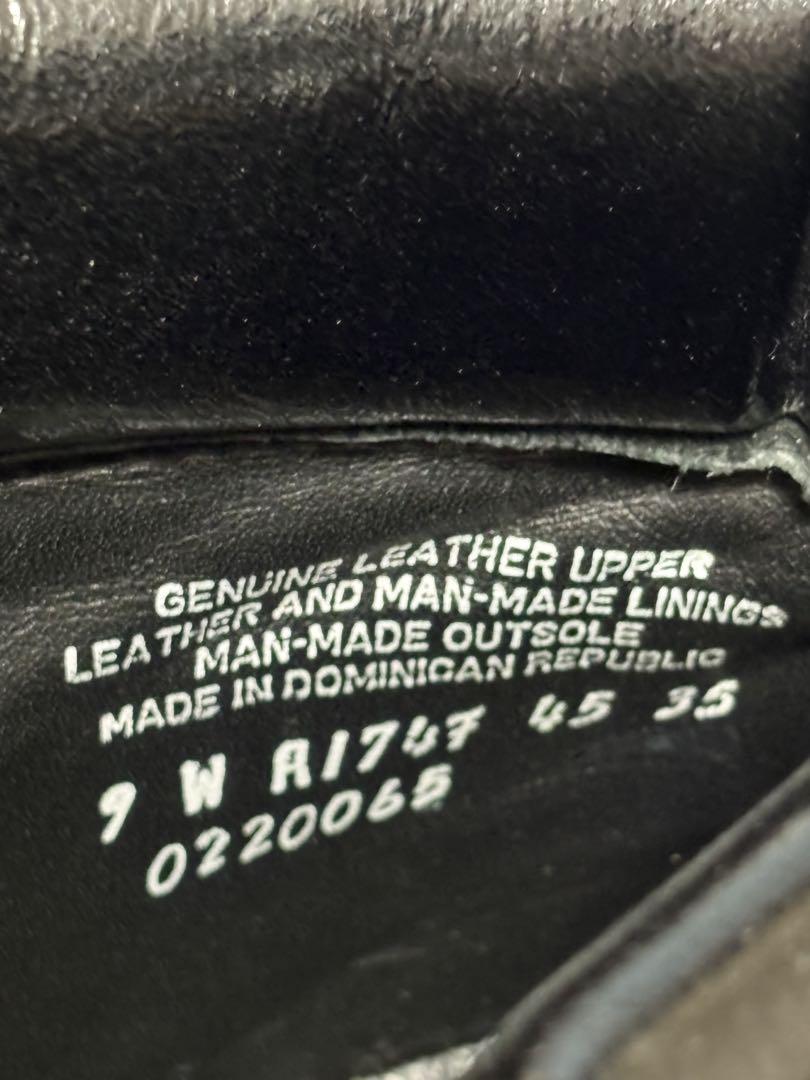 GENUINE LEATHER UPPER
LEATHER AND MAN-MADE LININGS
MAN-MADE OUTSOLE
MADE IN DOMINICAN REPUBLIC
9 W A1747 45 35
0220065